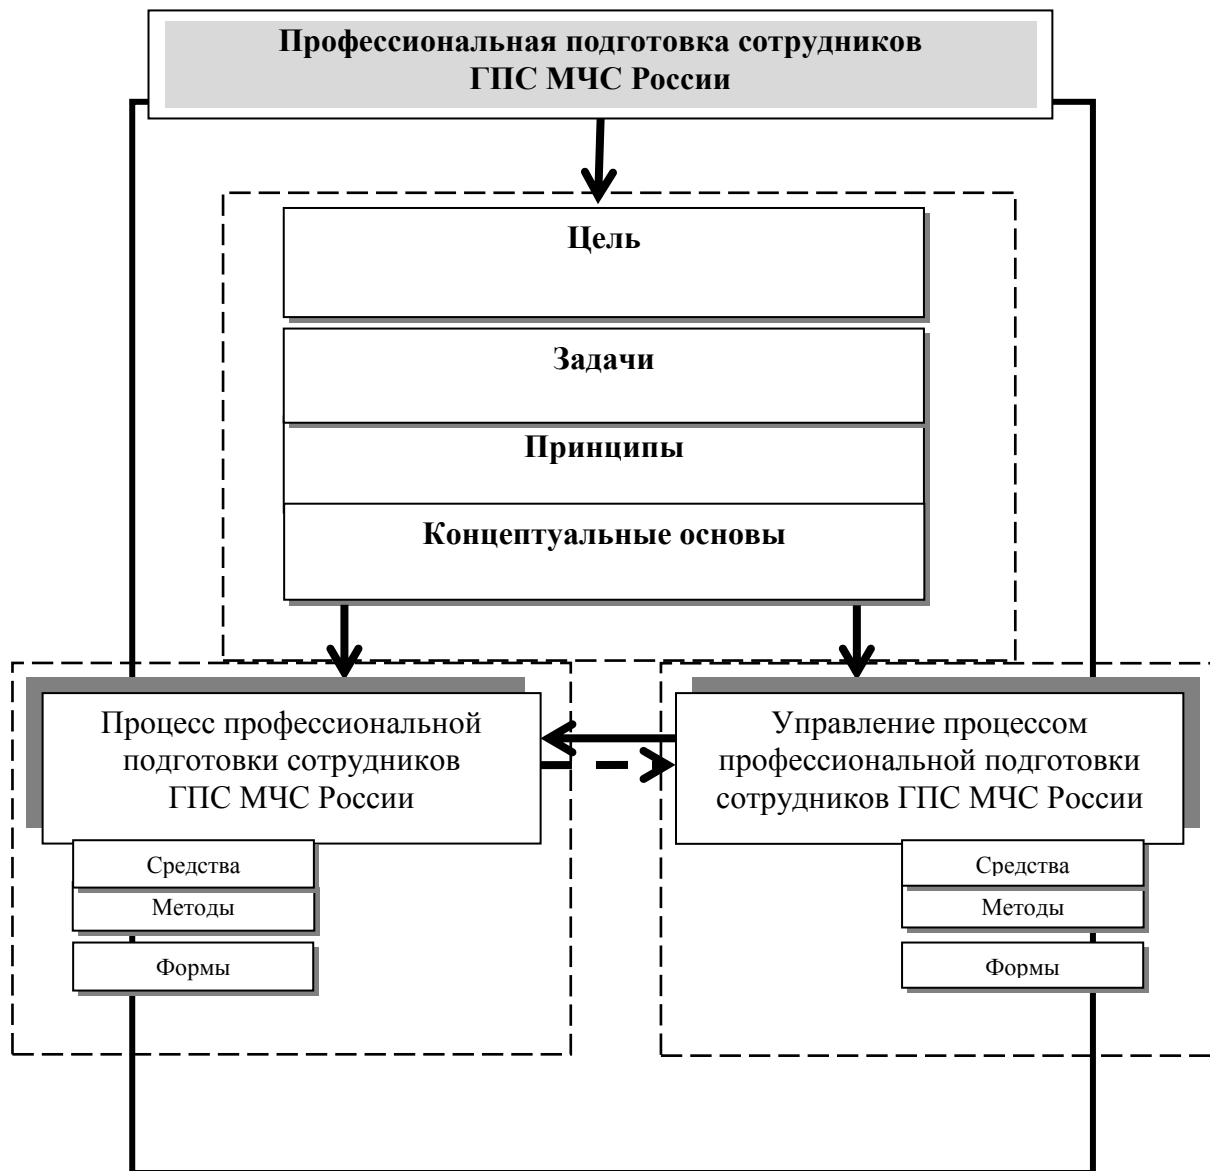 Профессиональная подготовка сотрудников
ГПС МЧС России
Цель
Задачи
Принципы
Концептуальные основы
Процесс профессиональной
подготовки сотрудников
ГПС МЧС России
Средства
Методы
Формы
Управление процессом
профессиональной подготовки
сотрудников ГПС МЧС России
Средства
Методы
Формы